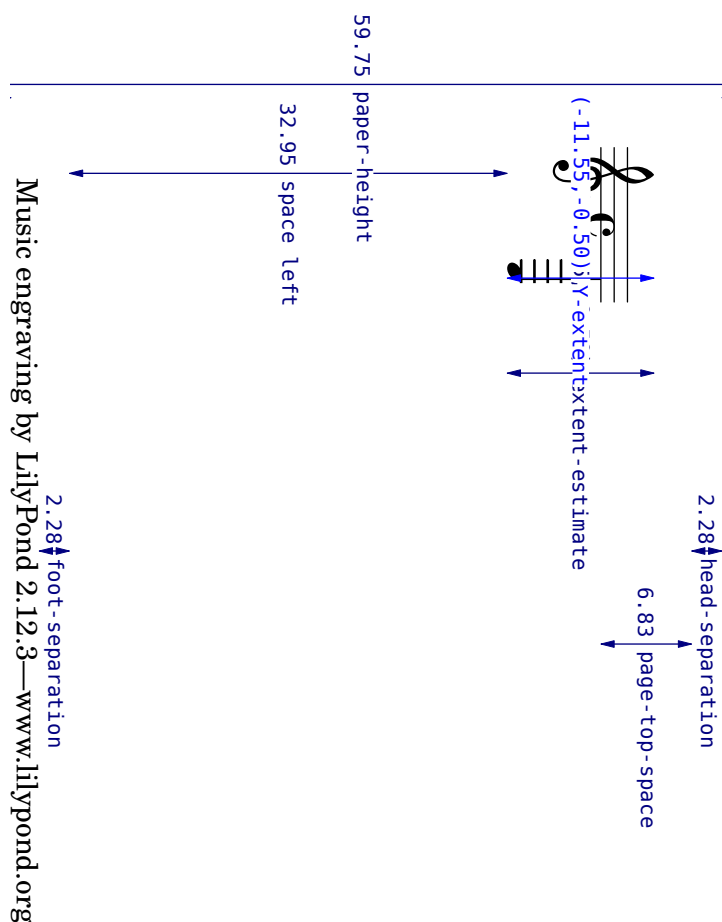 2.28 head-separation
6.83 page-top-space
(-11.55,-0.50)
Y-extent
extent-estimate
59.75 paper-height
32.95 space left
2.28 foot-separation
Music engraving by LilyPond 2.12.3—www.lilypond.org